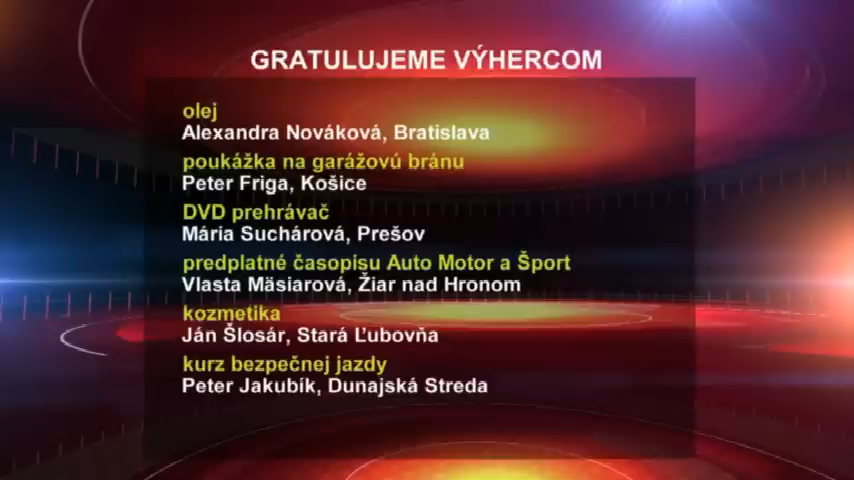 GRATULUJEME VÝHERCOM
olej
Alexandra Nováková, Bratislava
poukážka na garážovú bránu
Peter Friga, Košice
DVD prehrávač
Mária Suchárová, Prešov
predplatné časopisu Auto Motor a Šport
Vlasta Mäsiarová, Žiar nad Hronom
kozmetika
Ján Šlosár, Stará Ľubovňa
kurz bezpečnej jazdy
Peter Jakubík, Dunajská Streda